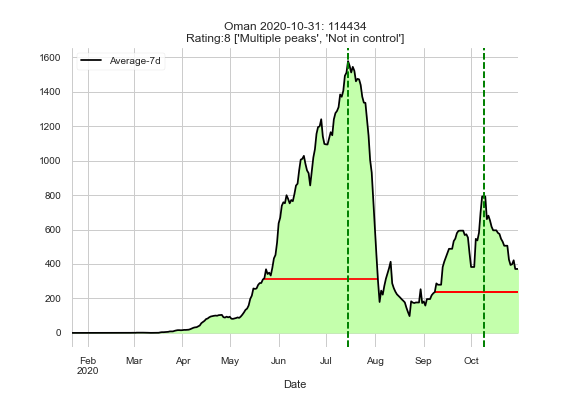 Oman 2020-10-31: 114434
Rating:8 ['Multiple peaks', 'Not in control']
Average-7d
1600
1400
1200
1000
800
600
400
200
0
Feb Mar Apr May Jun Jul Aug Sep Oct
2020
Date